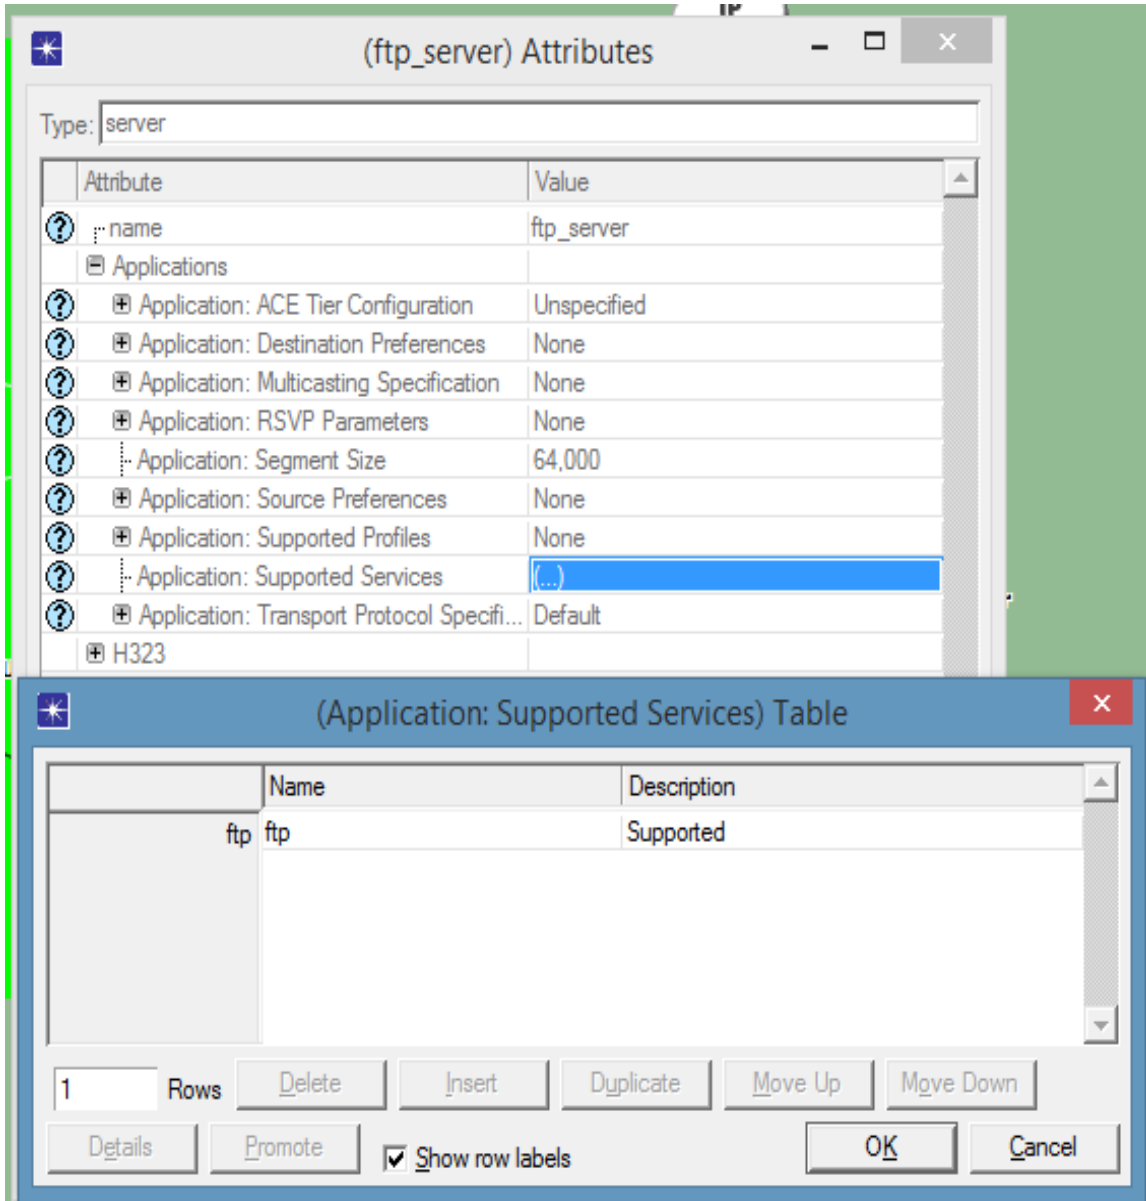 IP
(ftp_server) Attributes
Type: server
Attribute Value
name ftp_server
Applications
Application: ACE Tier Configuration Unspecified
Application: Destination Preferences None
Application: Multicasting Specification None
Application: RSVP Parameters None
Application: Segment Size 64,000
Application: Source Preferences None
Application: Supported Profiles None
Application: Supported Services (...)
Application: Transport Protocol Specifi... Default
H323
(Application: Supported Services) Table
Name Description
ftp ftp Supported
1 Rows Delete Insert Duplicate Move Up Move Down
Details Promote Show row labels OK Cancel